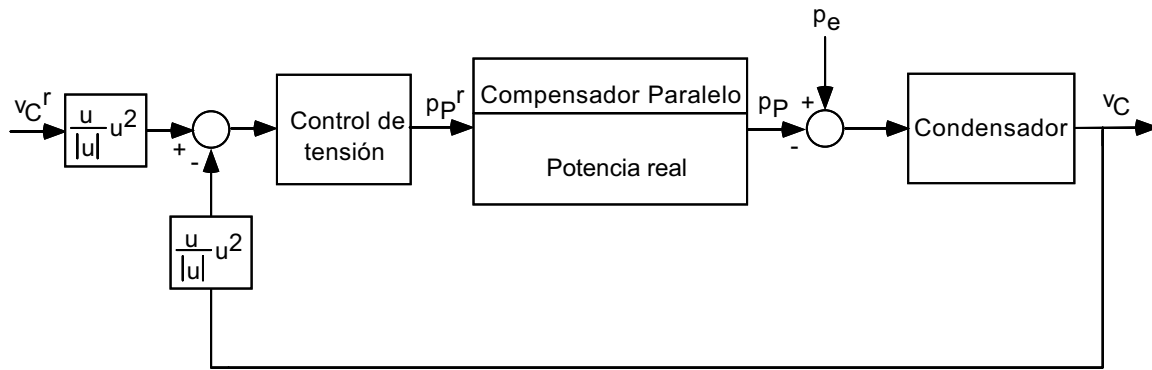 p_e
v_C^r
u/|u| u^2
+
-
Control de
tensión
p_P^r
Compensador Paralelo
Potencia real
p_P
+
-
Condensador
v_C
u/|u| u^2